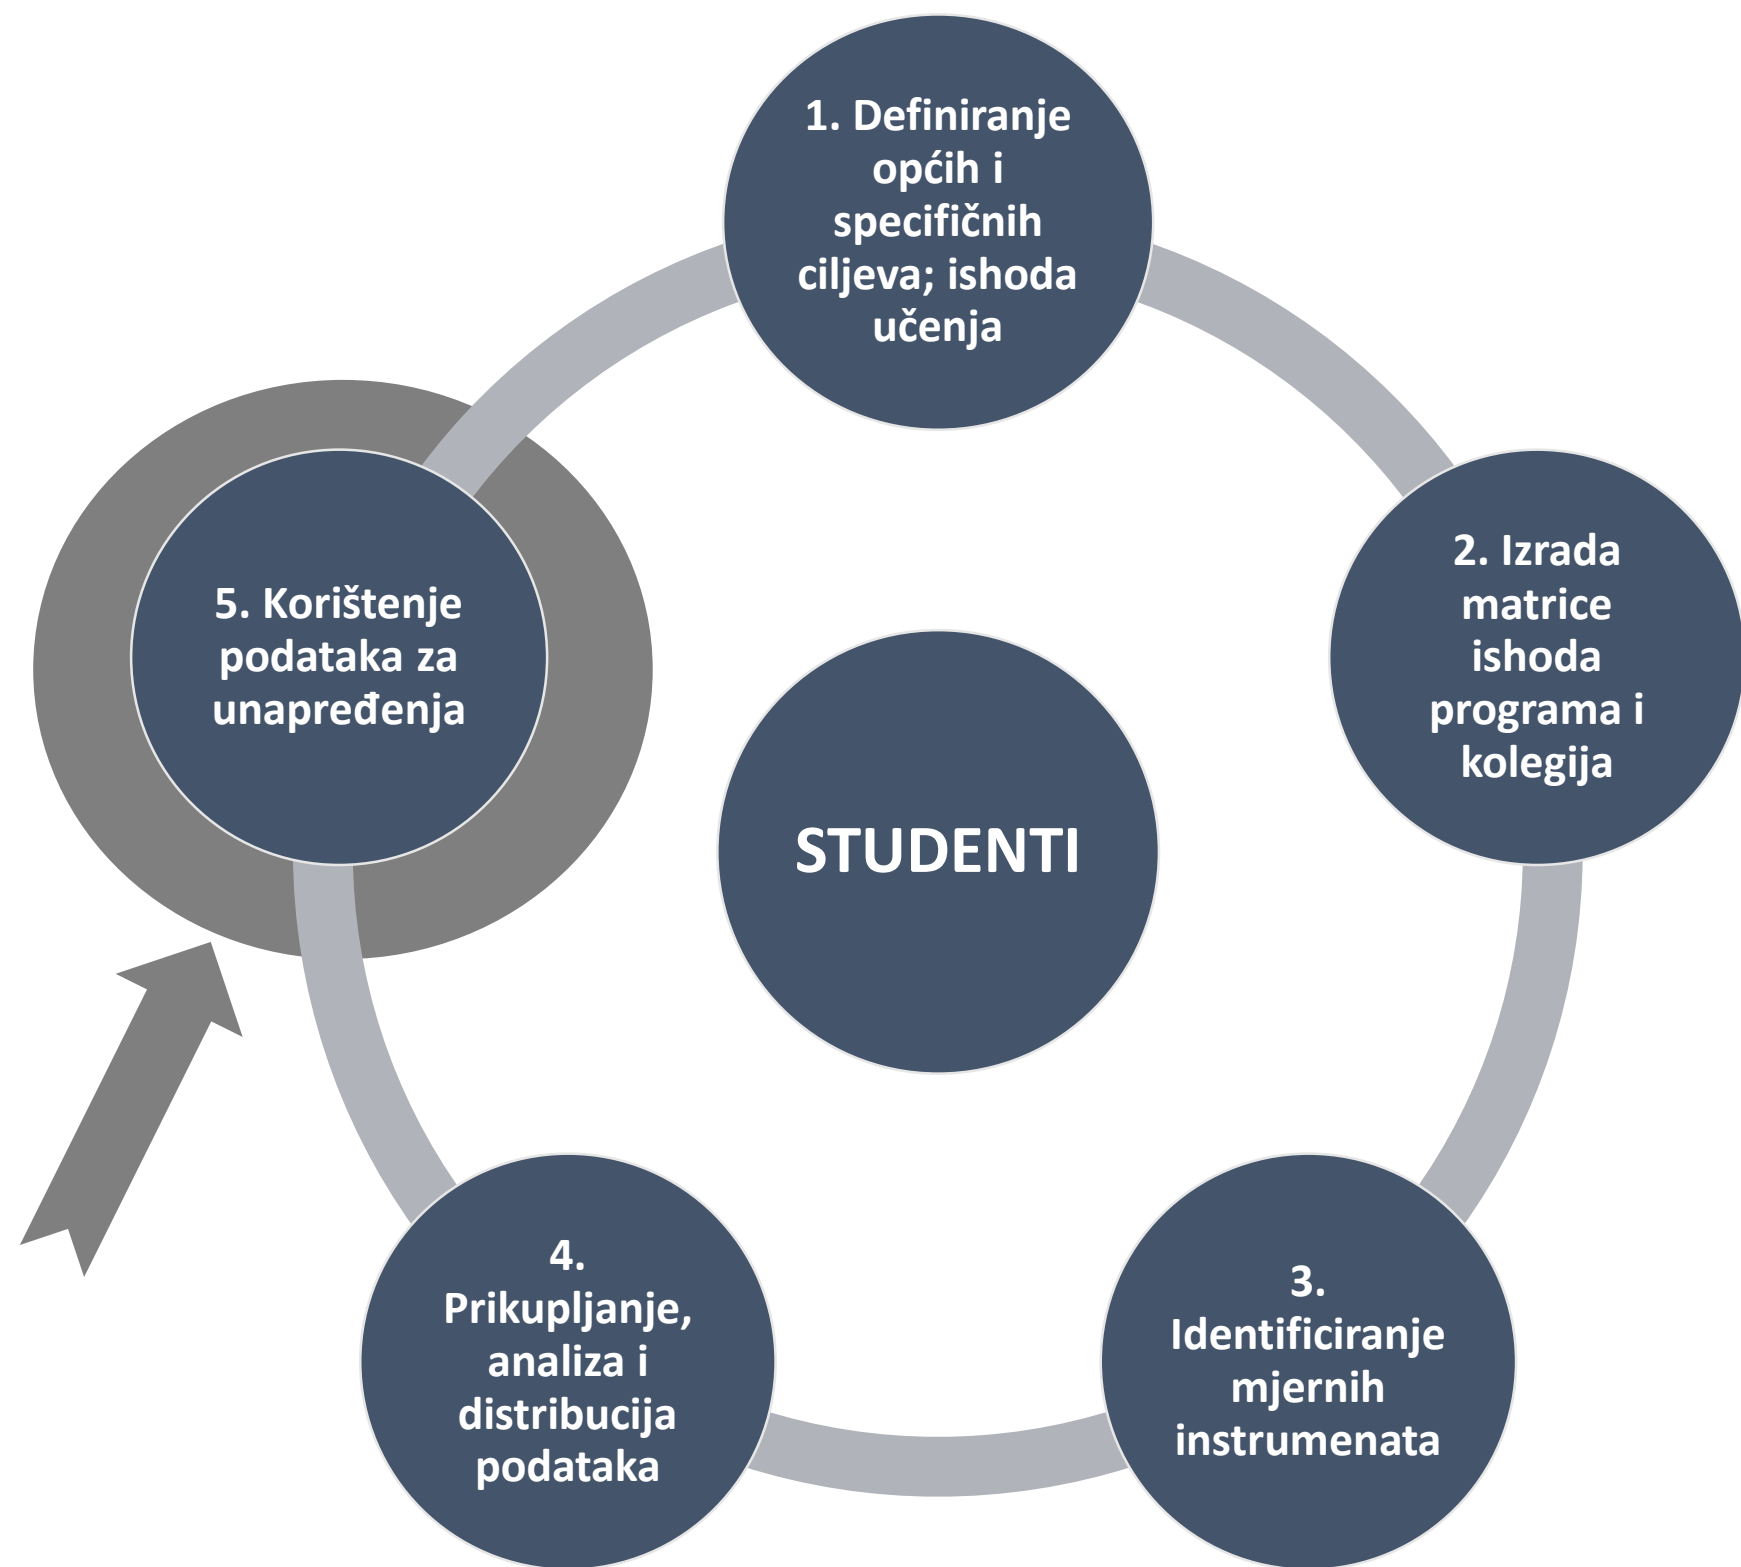 1. Definiranje
općih i
specifičnih
ciljeva; ishoda
učenja
2. Izrada
matrice
ishoda
programa i
kolegija
3.
Identificiranje
mjernih
instrumenata
4.
Prikupljanje,
analiza i
distribucija
podataka
5. Korištenje
podataka za
unapređenja
STUDENTI